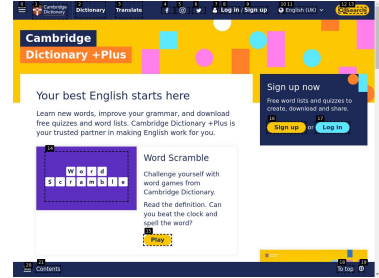 Cambridge Dictionary
Dictionary
Translate
Log in / Sign up
English (UK)
Search
Cambridge
Dictionary +Plus
Your best English starts here
Learn new words, improve your grammar, and download
free quizzes and word lists. Cambridge Dictionary +Plus is
your trusted partner in making English work for you.
Sign up now
Free word lists and quizzes to
create, download and share.
16
17
Sign up or Log in
14
Word
Scramble
Word Scramble
Challenge yourself with
word games from
Cambridge Dictionary.
Read the definition. Can
you beat the clock and
spell the word?
15
Play
Contents
To top